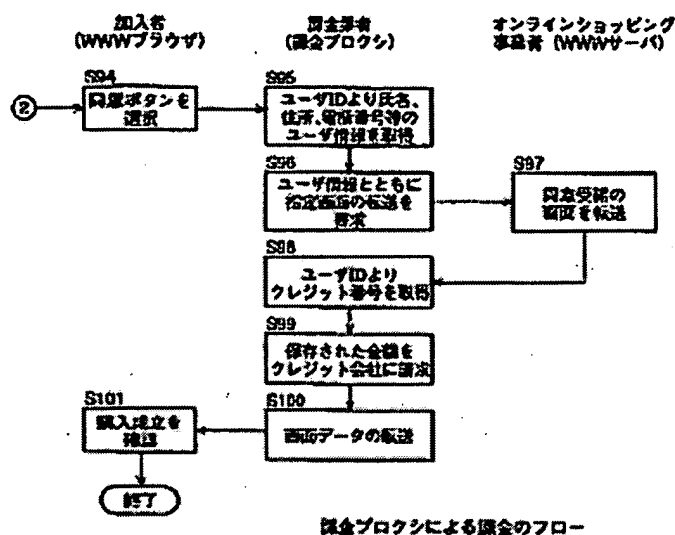 加入者
(WWWブラウザ)
課金業者
(課金プロクシ)
オンラインショッピング
事業者 (WWWサーバ)
S94
同意ボタンを
選択
②
S95
ユーザIDより氏名、
住所、電話番号等の
ユーザ情報を取得
S96
ユーザ情報とともに
指定画面の転送を
要求
S97
同意受諾の
画面を転送
S98
ユーザIDより
クレジット番号を取得
S99
保存された金額を
クレジット会社に請求
S100
画面データの転送
S101
購入成立を
確認
終了
課金プロクシによる課金のフロー